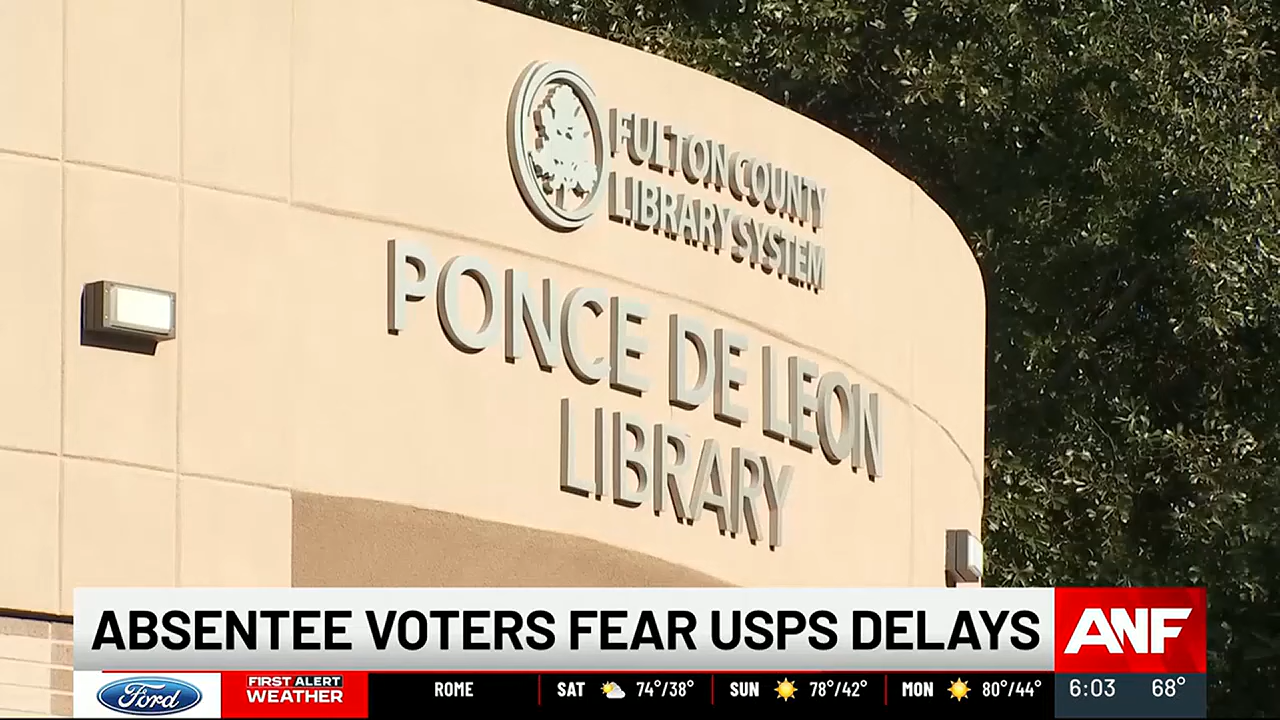 FULTON COUNTY
LIBRARY SYSTEM
PONCE DE LEON
LIBRARY
ABSENTEE VOTERS FEAR USPS DELAYS
ANF
Ford
FIRST ALERT
WEATHER
ROME
SAT 74°/38°
SUN 78°/42°
MON 80°/44°
6:03 68°